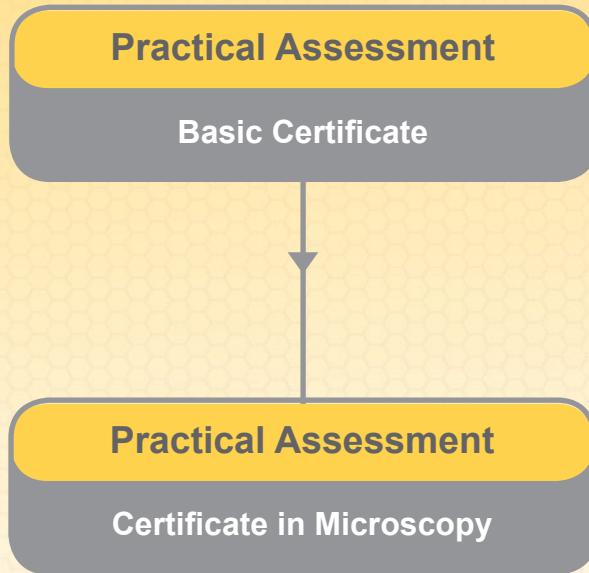 Practical Assessment
Basic Certificate
Practical Assessment
Certificate in Microscopy